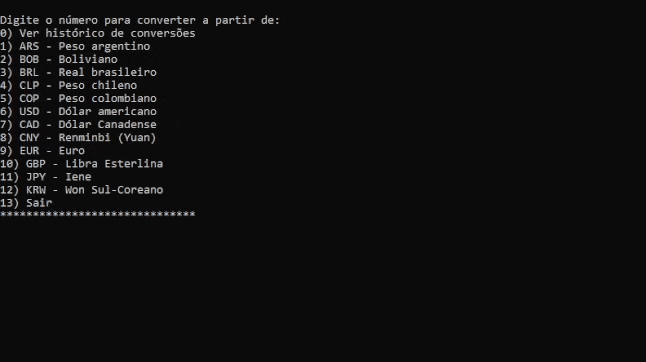 Digite o número para converter a partir de:
0) Ver histórico de conversões
1) ARS - Peso argentino
2) BOB - Boliviano
3) BRL - Real brasileiro
4) CLP - Peso chileno
5) COP - Peso colombiano
6) USD - Dólar americano
7) CAD - Dólar Canadense
8) CNY - Renminbi (Yuan)
9) EUR - Euro
10) GBP - Libra Esterlina
11) JPY - Iene
12) KRW - Won Sul-Coreano
13) Sair
******************************